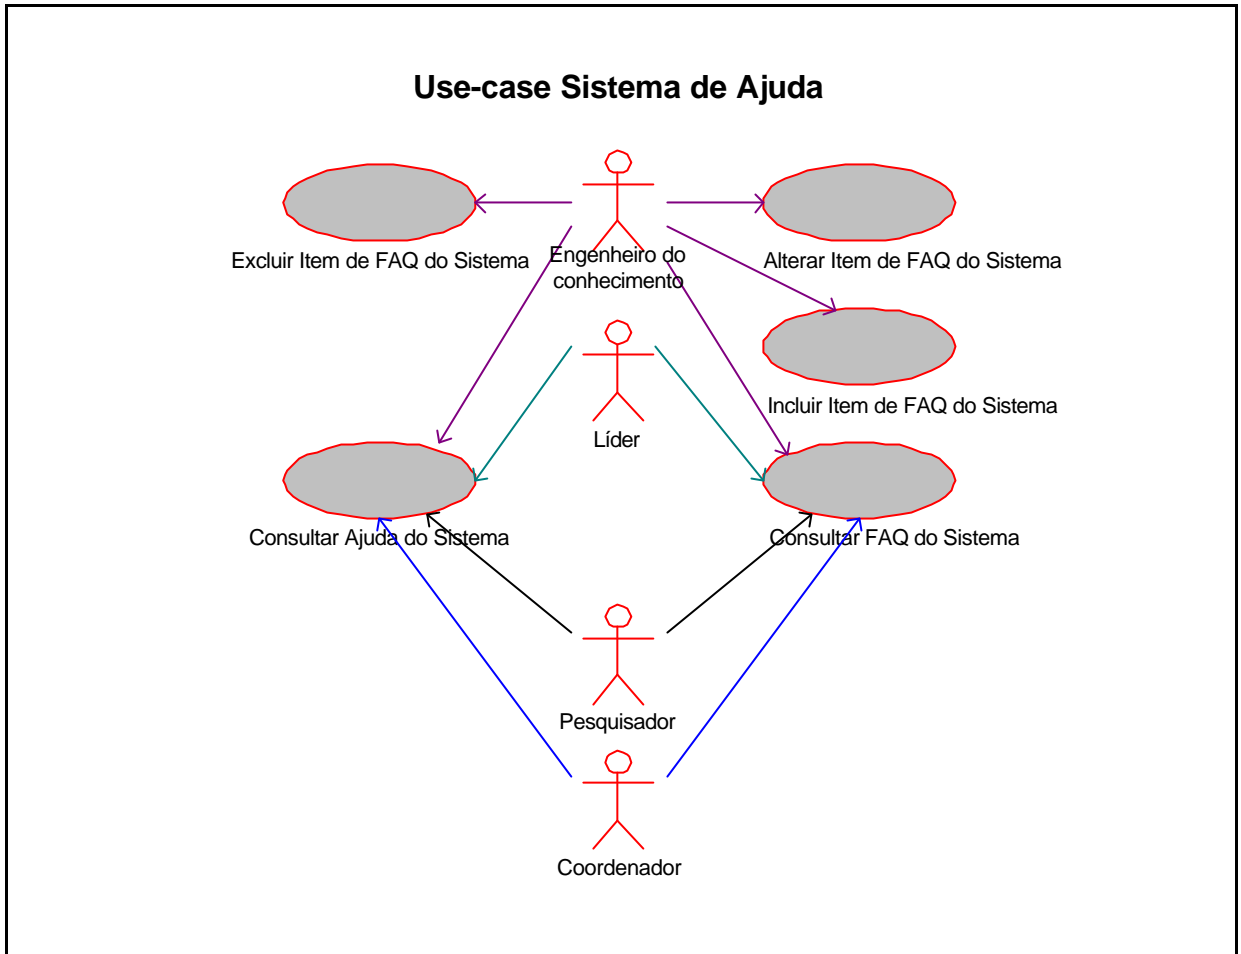 Use-case Sistema de Ajuda
Excluir Item de FAQ do Sistema
Engenheiro do
conhecimento
Alterar Item de FAQ do Sistema
Incluir Item de FAQ do Sistema
Líder
Consultar Ajuda do Sistema
Consultar FAQ do Sistema
Pesquisador
Coordenador